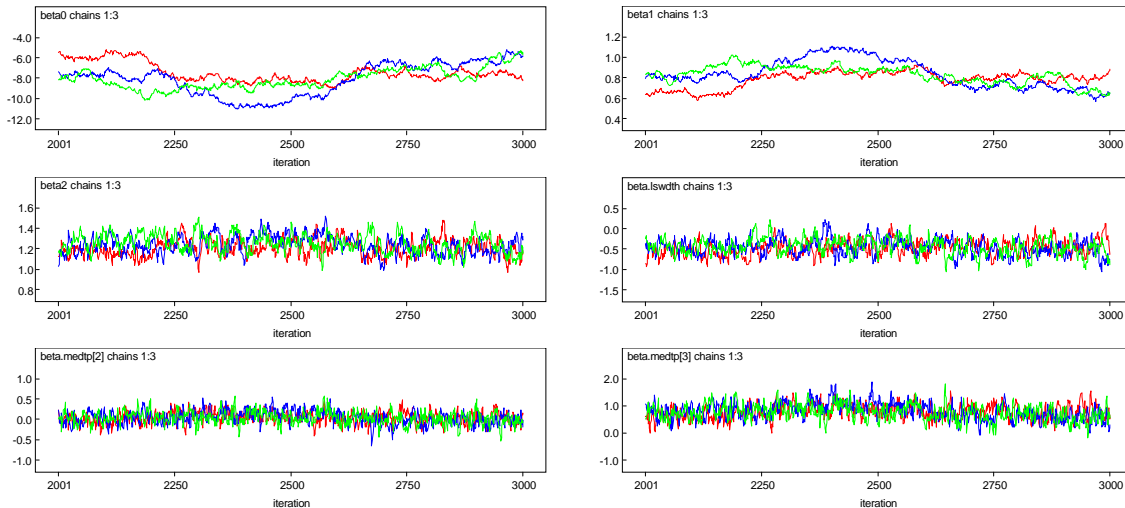 beta0 chains 1:3
-4.0
-6.0
-8.0
-10.0
-12.0
2001 2250 2500 2750 3000
iteration
beta1 chains 1:3
1.2
1.0
0.8
0.6
0.4
2001 2250 2500 2750 3000
iteration
beta2 chains 1:3
1.6
1.4
1.2
1.0
0.8
2001 2250 2500 2750 3000
iteration
beta.lswdth chains 1:3
0.5
0.0
-0.5
-1.0
-1.5
2001 2250 2500 2750 3000
iteration
beta.medtp[2] chains 1:3
1.0
0.5
0.0
-0.5
-1.0
2001 2250 2500 2750 3000
iteration
beta.medtp[3] chains 1:3
2.0
1.0
0.0
-1.0
2001 2250 2500 2750 3000
iteration